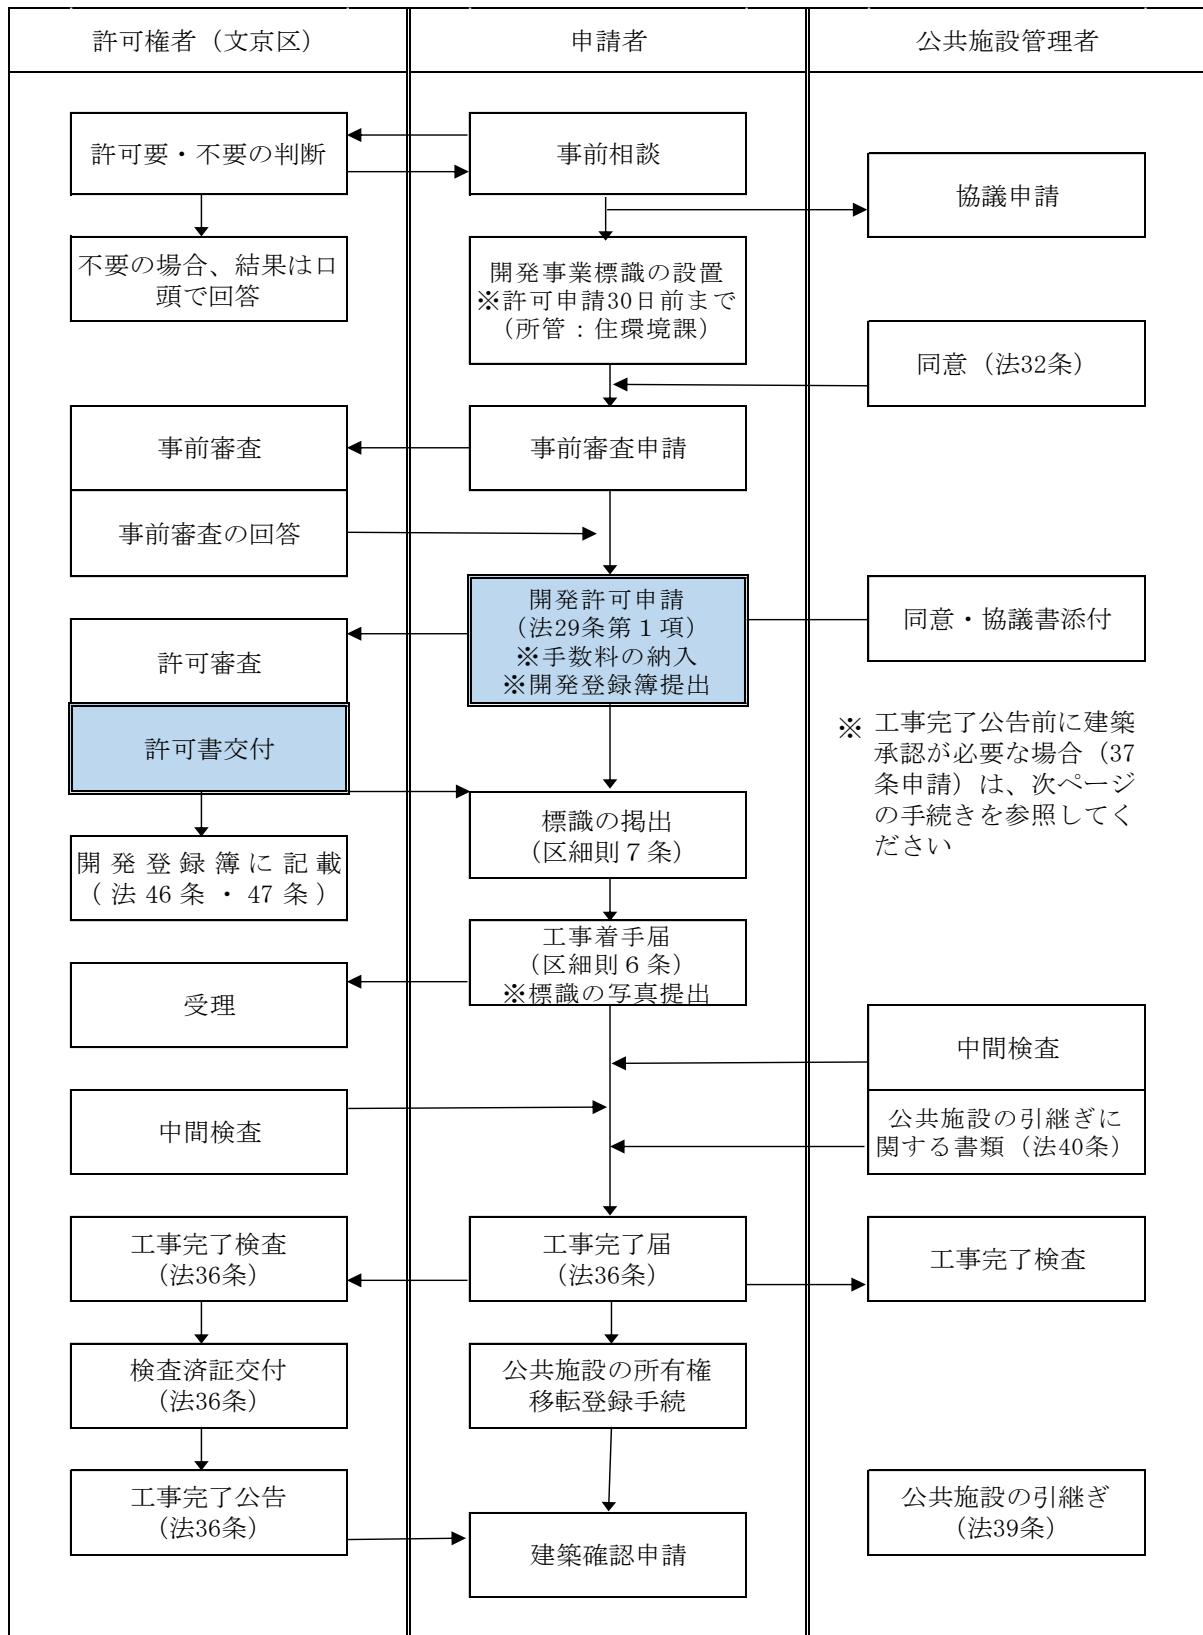 許可権者（文京区）
申請者
公共施設管理者
許可要・不要の判断
事前相談
協議申請
不要の場合、結果は口
頭で回答
開発事業標識の設置
※許可申請30日前まで
（所管：住環境課）
同意（法32条）
事前審査
事前審査申請
事前審査の回答
開発許可申請
（法29条第１項）
※手数料の納入
※開発登録簿提出
同意・協議書添付
許可審査
許可書交付
※ 工事完了公告前に建築
承認が必要な場合（37
条申請）は、次ページ
の手続きを参照してく
ださい
標識の掲出
（区細則７条）
開発登録簿に記載
（法46条・47条）
工事着手届
（区細則６条）
※標識の写真提出
受理
中間検査
中間検査
公共施設の引継ぎに
関する書類（法40条）
工事完了検査
（法36条）
工事完了届
（法36条）
工事完了検査
検査済証交付
（法36条）
公共施設の所有権
移転登録手続
工事完了公告
（法36条）
建築確認申請
公共施設の引継ぎ
（法39条）